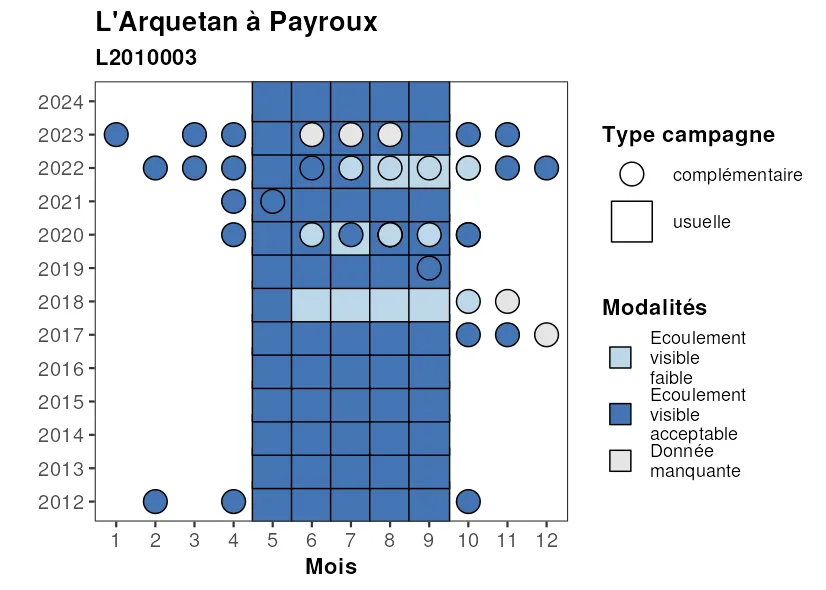 L'Arquetan à Payroux
L2010003
2024
2023
2022
2021
2020
2019
2018
2017
2016
2015
2014
2013
2012
1 2 3 4 5 6 7 8 9 10 11 12
Mois
Type campagne
complémentaire
usuelle
Modalités
Ecoulement
visible
faible
Ecoulement
visible
acceptable
Donnée
manquante